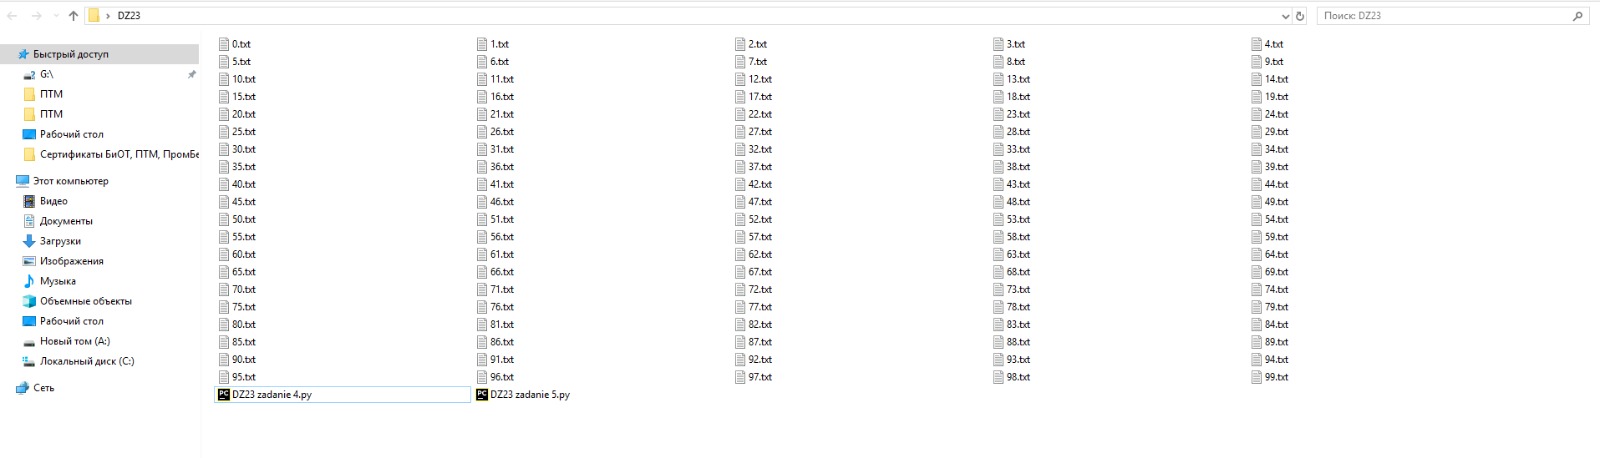 DZ23
Поиск: DZ23
Быстрый доступ
G:\
ПТМ
ПТМ
Рабочий стол
Сертификаты БиОТ, ПТМ, ПромБе
Этот компьютер
Видео
Документы
Загрузки
Изображения
Музыка
Объемные объекты
Рабочий стол
Новый том (A:)
Локальный диск (C:)
Сеть
0.txt 1.txt 2.txt 3.txt 4.txt
5.txt 6.txt 7.txt 8.txt 9.txt
10.txt 11.txt 12.txt 13.txt 14.txt
15.txt 16.txt 17.txt 18.txt 19.txt
20.txt 21.txt 22.txt 23.txt 24.txt
25.txt 26.txt 27.txt 28.txt 29.txt
30.txt 31.txt 32.txt 33.txt 34.txt
35.txt 36.txt 37.txt 38.txt 39.txt
40.txt 41.txt 42.txt 43.txt 44.txt
45.txt 46.txt 47.txt 48.txt 49.txt
50.txt 51.txt 52.txt 53.txt 54.txt
55.txt 56.txt 57.txt 58.txt 59.txt
60.txt 61.txt 62.txt 63.txt 64.txt
65.txt 66.txt 67.txt 68.txt 69.txt
70.txt 71.txt 72.txt 73.txt 74.txt
75.txt 76.txt 77.txt 78.txt 79.txt
80.txt 81.txt 82.txt 83.txt 84.txt
85.txt 86.txt 87.txt 88.txt 89.txt
90.txt 91.txt 92.txt 93.txt 94.txt
95.txt 96.txt 97.txt 98.txt 99.txt
DZ23 zadanie 4.py DZ23 zadanie 5.py